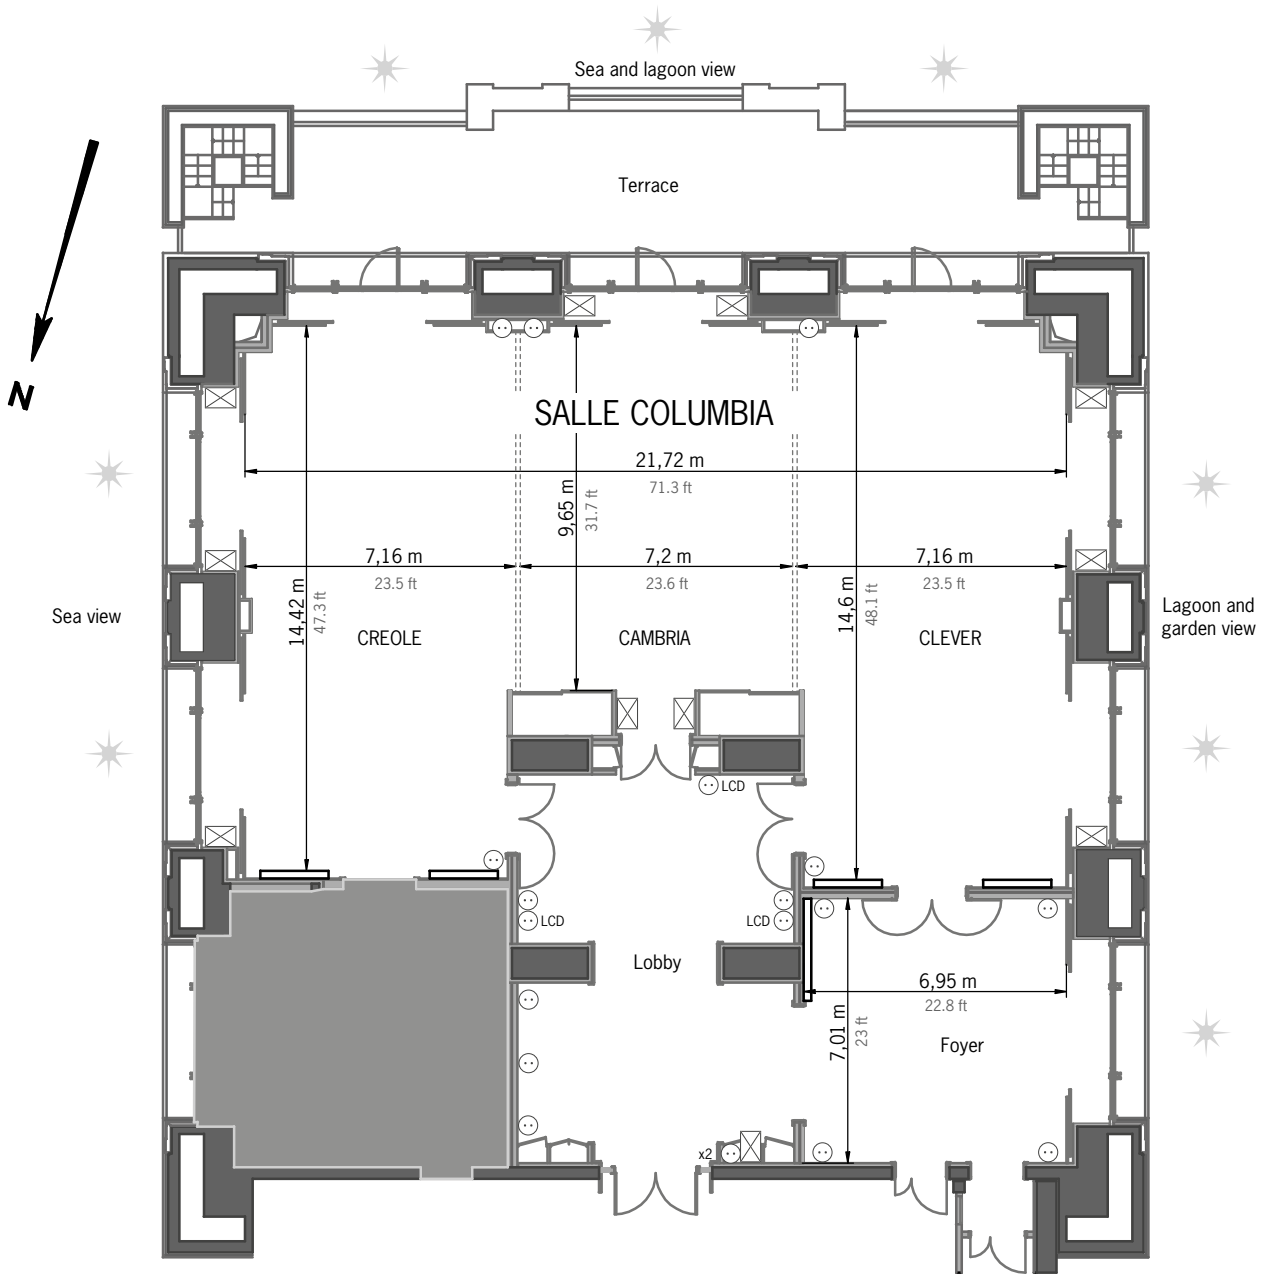 Sea and lagoon view
Terrace
N
SALLE COLUMBIA
21,72 m
71.3 ft
9,65 m
31.7 ft
7,16 m
23.5 ft
7,2 m
23.6 ft
7,16 m
23.5 ft
14,42 m
47.3 ft
14,6 m
48.1 ft
Sea view
CREOLE
CAMBRIA
CLEVER
Lagoon and
garden view
LCD
LCD
LCD
Lobby
6,95 m
22.8 ft
7,01 m
23 ft
Foyer
x2